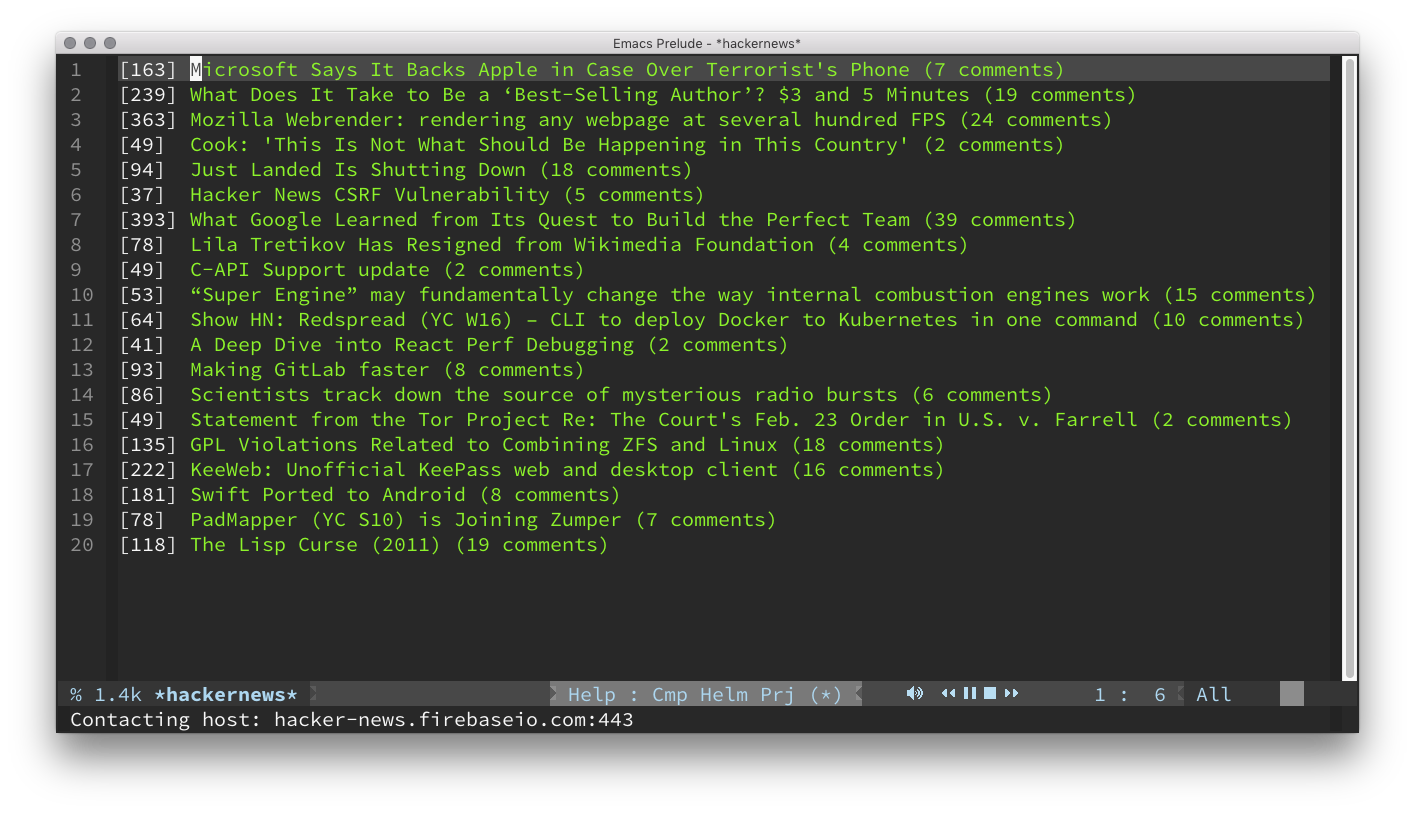 Emacs Prelude - *hackernews*
1 [163] Microsoft Says It Backs Apple in Case Over Terrorist's Phone (7 comments)
2 [239] What Does It Take to Be a ‘Best-Selling Author’? $3 and 5 Minutes (19 comments)
3 [363] Mozilla Webrender: rendering any webpage at several hundred FPS (24 comments)
4 [49] Cook: 'This Is Not What Should Be Happening in This Country' (2 comments)
5 [94] Just Landed Is Shutting Down (18 comments)
6 [37] Hacker News CSRF Vulnerability (5 comments)
7 [393] What Google Learned from Its Quest to Build the Perfect Team (39 comments)
8 [78] Lila Tretikov Has Resigned from Wikimedia Foundation (4 comments)
9 [49] C-API Support update (2 comments)
10 [53] “Super Engine” may fundamentally change the way internal combustion engines work (15 comments)
11 [64] Show HN: Redspread (YC W16) – CLI to deploy Docker to Kubernetes in one command (10 comments)
12 [41] A Deep Dive into React Perf Debugging (2 comments)
13 [93] Making GitLab faster (8 comments)
14 [86] Scientists track down the source of mysterious radio bursts (6 comments)
15 [49] Statement from the Tor Project Re: The Court's Feb. 23 Order in U.S. v. Farrell (2 comments)
16 [135] GPL Violations Related to Combining ZFS and Linux (18 comments)
17 [222] KeeWeb: Unofficial KeePass web and desktop client (16 comments)
18 [181] Swift Ported to Android (8 comments)
19 [78] PadMapper (YC S10) is Joining Zumper (7 comments)
20 [118] The Lisp Curse (2011) (19 comments)
% 1.4k *hackernews* Help : Cmp Helm Prj (*) 1 : 6 All
Contacting host: hacker-news.firebaseio.com:443